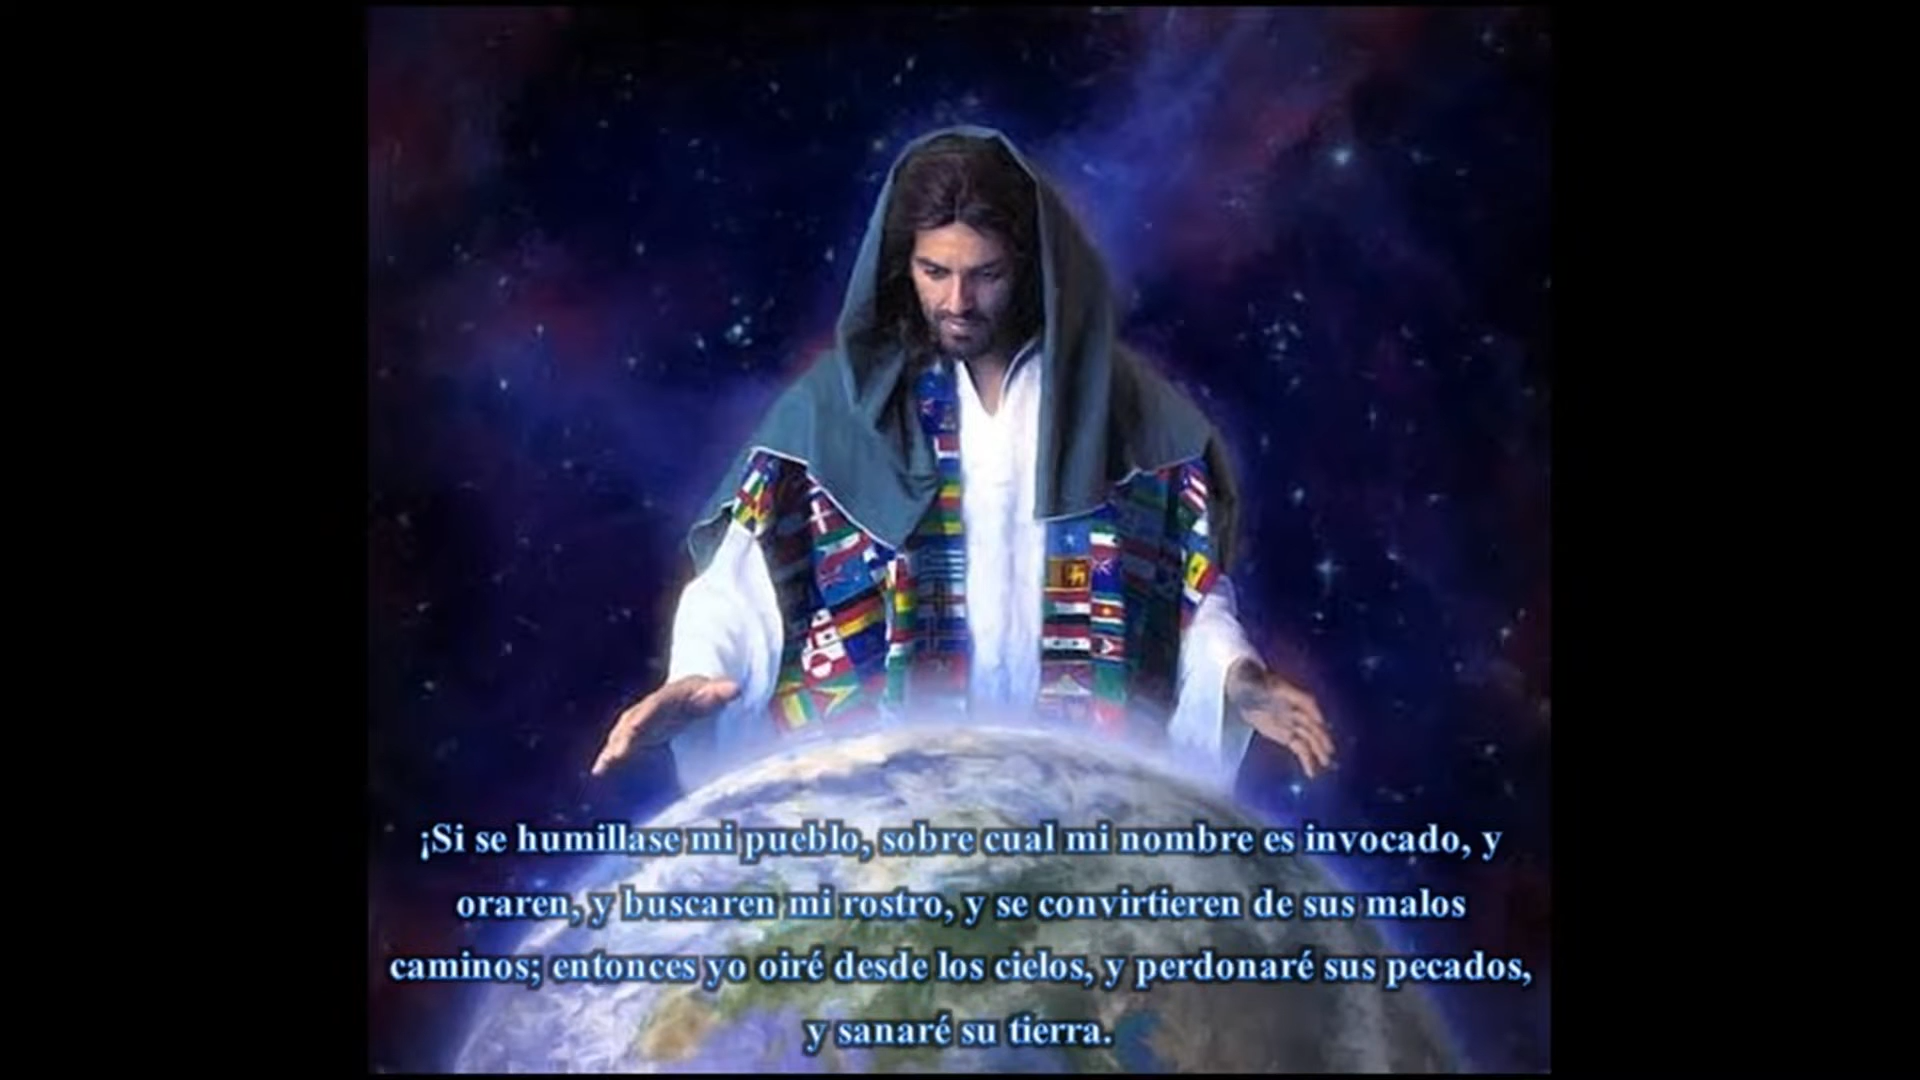 ¡Si se humillase mi pueblo, sobre cual mi nombre es invocado, y
oraren, y buscaren mi rostro, y se convirtieren de sus malos
caminos; entonces yo oiré desde los cielos, y perdonaré sus pecados,
y sanaré su tierra.